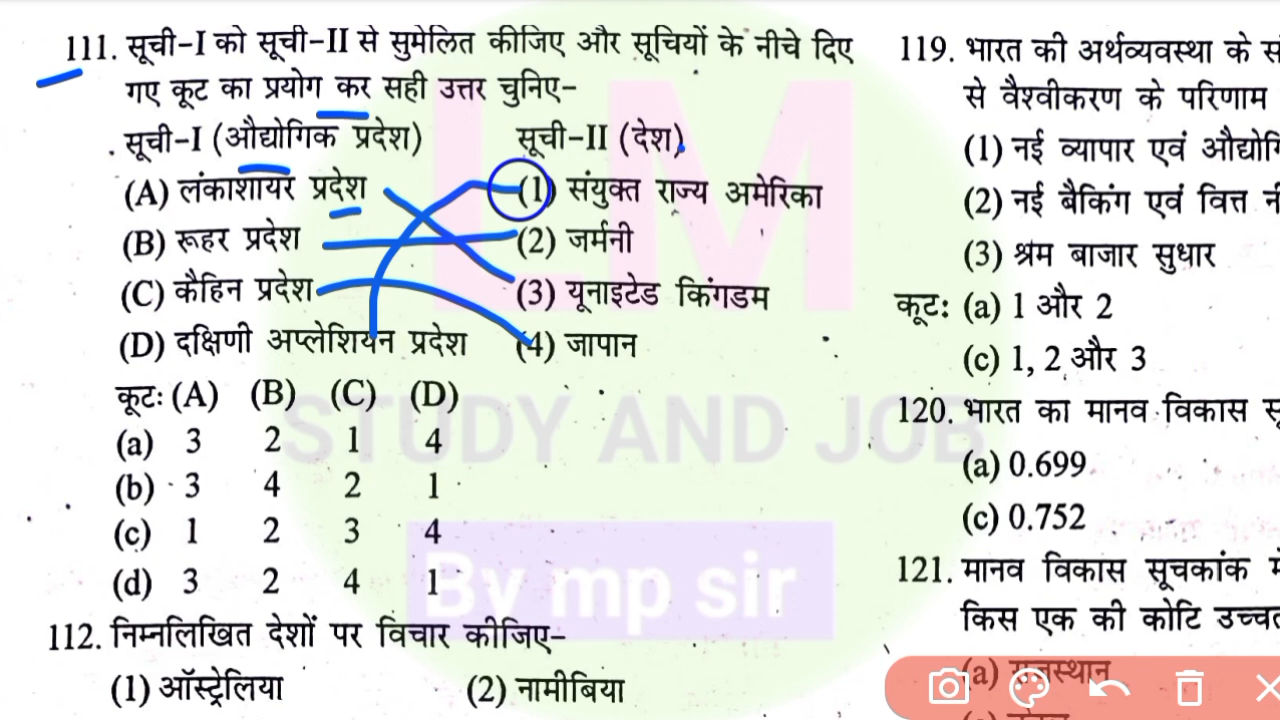 111. सूची-I को सूची-II से सुमेलित कीजिए और सूचियों के नीचे दिए
गए कूट का प्रयोग कर सही उत्तर चुनिए-
सूची-I (औद्योगिक प्रदेश) सूची-II (देश)
(A) लंकाशायर प्रदेश (1) संयुक्त राज्य अमेरिका
(B) रूहर प्रदेश (2) जर्मनी
(C) कैहिन प्रदेश (3) यूनाइटेड किंगडम
(D) दक्षिणी अप्लेशियन प्रदेश (4) जापान
कूटः (A) (B) (C) (D)
(a) 3 2 1 4
(b) 3 4 2 1
(c) 1 2 3 4
(d) 3 2 4 1
112. निम्नलिखित देशों पर विचार कीजिए-
(1) ऑस्ट्रेलिया (2) नामीबिया
119. भारत की अर्थव्यवस्था के
से वैश्वीकरण के परिणाम
(1) नई व्यापार एवं
(2) नई बैकिंग एवं वित्त
(3) श्रम बाजार सुधार
कूटः (a) 1 और 2
(c) 1, 2 और 3
120. भारत का मानव विकास
(a) 0.699
(c) 0.752
121. मानव विकास सूचकांक
किस एक की कोटि
(a) राजस्थान
LM
STUDY AND JOB
By mp sir